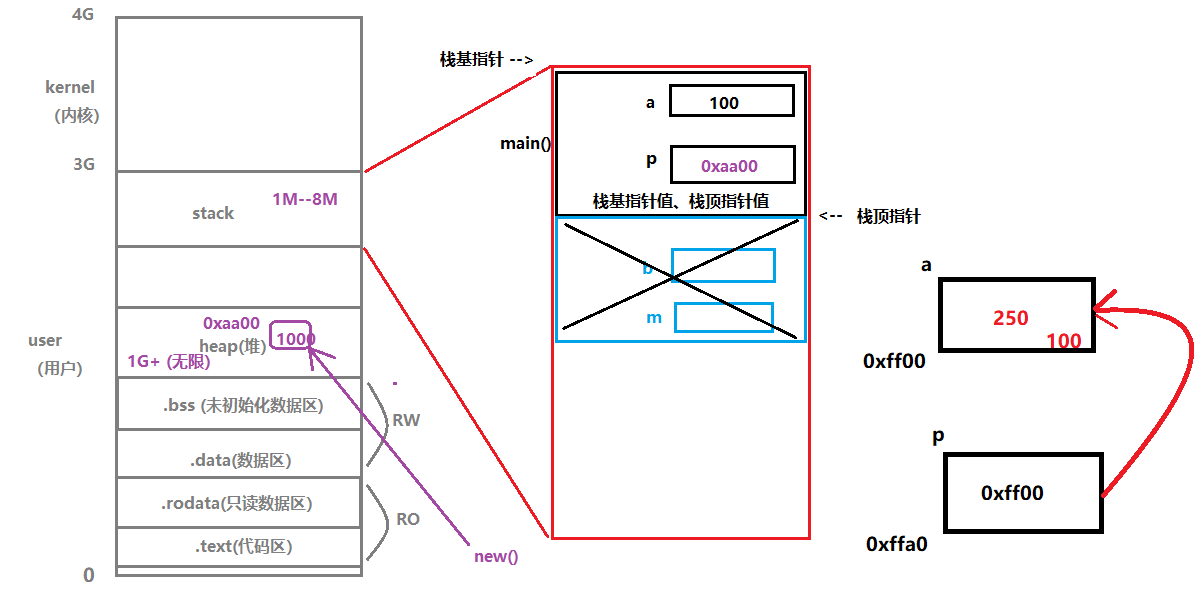 4G
kernel
(内核)
3G
stack
1M--8M
user
(用户)
0xaa00
heap(堆)
1000
1G+ (无限)
.bss (未初始化数据区)
RW
.data(数据区)
.rodata(只读数据区)
RO
.text(代码区)
0
new()
栈基指针 -->
main()
a
100
p
0xaa00
栈基指针值、栈顶指针值
<-- 栈顶指针
b
m
a
250
100
0xff00
p
0xff00
0xffa0